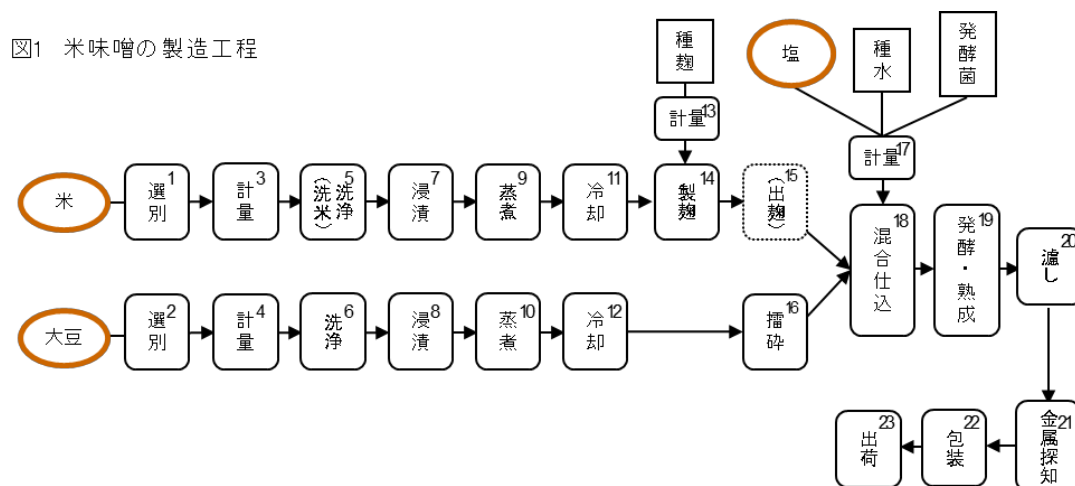 図1 米味噌の製造工程
種麹
塩
種水
発酵菌
計量13
計量17
米
選別1
計量3
洗浄(洗米)5
浸漬7
蒸煮9
冷却11
製麹14
(出麹)15
混合仕込18
発酵・熟成19
濾し20
大豆
選別2
計量4
洗浄6
浸漬8
蒸煮10
冷却12
擂砕16
出荷23
包装22
金属探知21